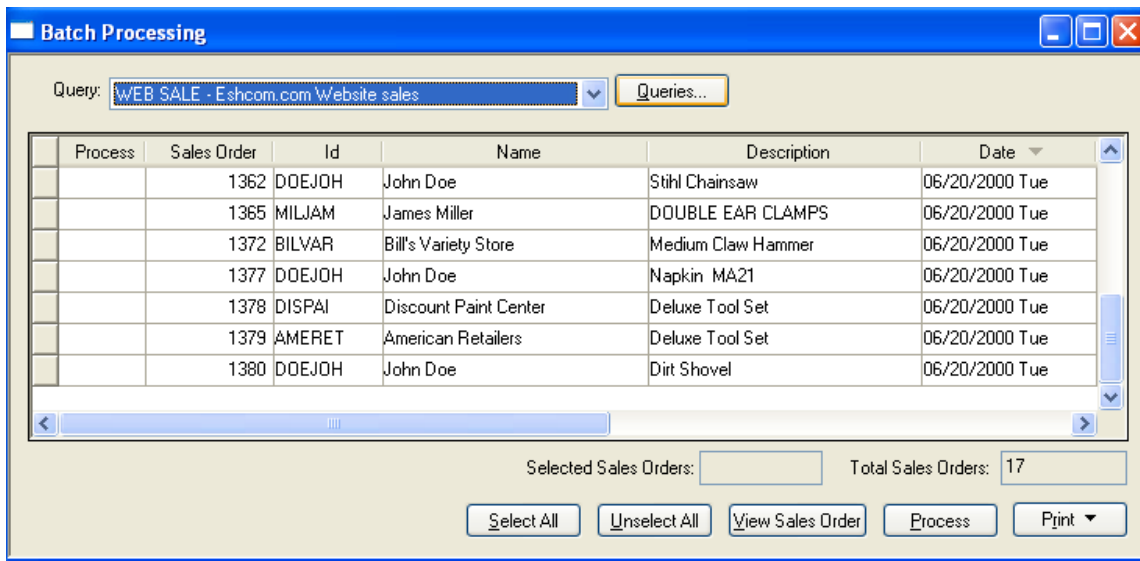 Batch Processing
Query: WEB SALE - Eshcom.com Website sales Queries...
Process Sales Order Id Name Description Date
1362 DOEJOH John Doe Stihl Chainsaw 06/20/2000 Tue
1365 MILJAM James Miller DOUBLE EAR CLAMPS 06/20/2000 Tue
1372 BILVAR Bill's Variety Store Medium Claw Hammer 06/20/2000 Tue
1377 DOEJOH John Doe Napkin MA21 06/20/2000 Tue
1378 DISPAI Discount Paint Center Deluxe Tool Set 06/20/2000 Tue
1379 AMERET American Retailers Deluxe Tool Set 06/20/2000 Tue
1380 DOEJOH John Doe Dirt Shovel 06/20/2000 Tue
Selected Sales Orders: Total Sales Orders: 17
Select All Unselect All View Sales Order Process Print